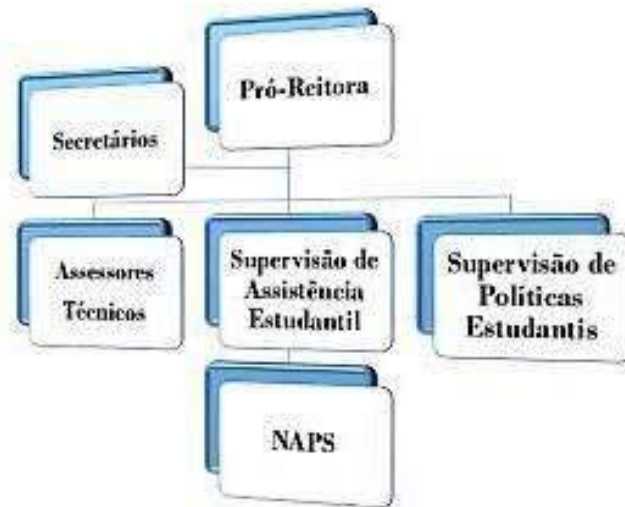 Pró-Reitora
Secretários
Assessores
Técnicos
Supervisão de
Assistência
Estudantil
Supervisão de
Políticas
Estudantis
NAPS